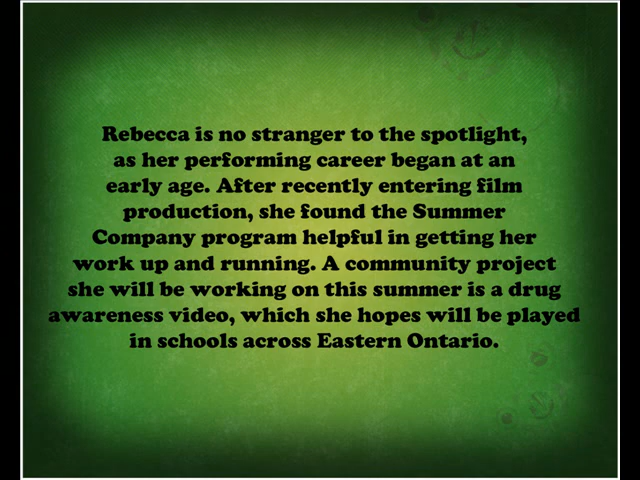 Rebecca is no stranger to the spotlight,
as her performing career began at an
early age. After recently entering film
production, she found the Summer
Company program helpful in getting her
work up and running. A community project
she will be working on this summer is a drug
awareness video, which she hopes will be played
in schools across Eastern Ontario.